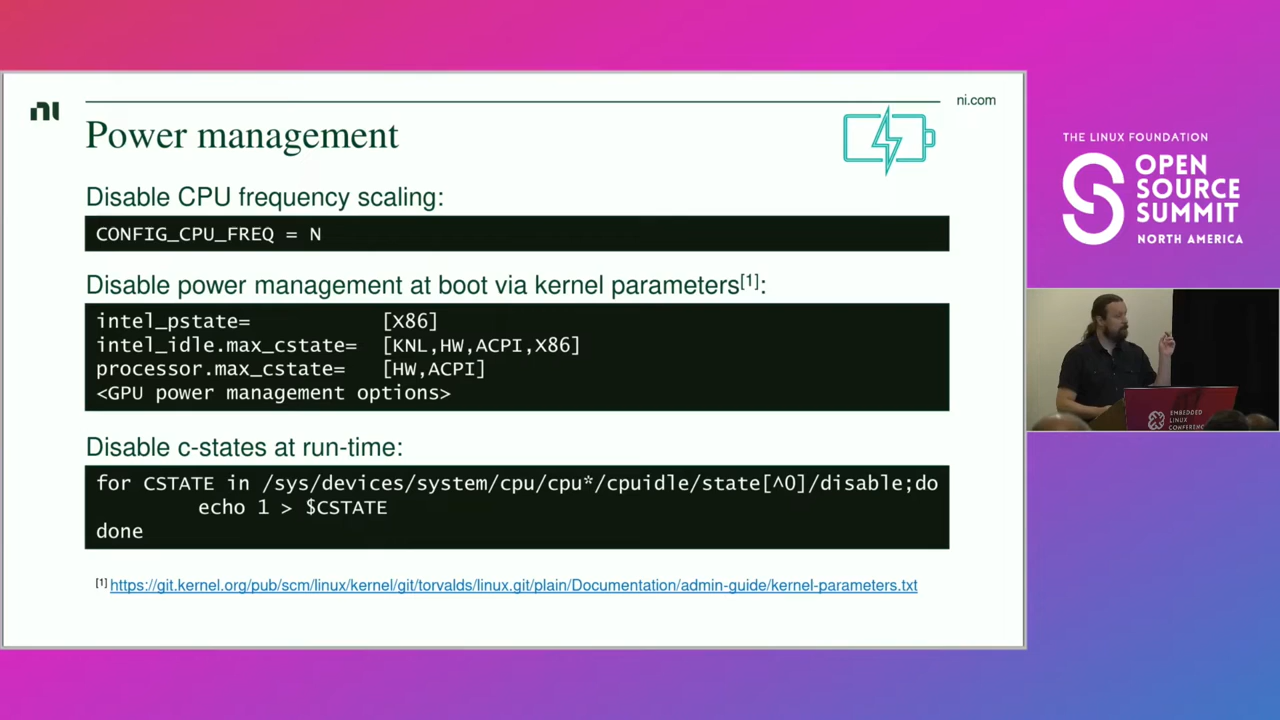 ni
ni.com
Power management
Disable CPU frequency scaling:
CONFIG_CPU_FREQ = N
Disable power management at boot via kernel parameters[1]:
intel_pstate= [X86]
intel_idle.max_cstate= [KNL,HW,ACPI,X86]
processor.max_cstate= [HW,ACPI]
<GPU power management options>
Disable c-states at run-time:
for CSTATE in /sys/devices/system/cpu/cpu*/cpuidle/state[^0]/disable;do
echo 1 > $CSTATE
done
[1] https://git.kernel.org/pub/scm/linux/kernel/git/torvalds/linux.git/plain/Documentation/admin-guide/kernel-parameters.txt
THE LINUX FOUNDATION
OPEN
SOURCE
SUMMIT
NORTH AMERICA
EMBEDDED
LINUX
CONFERENCE